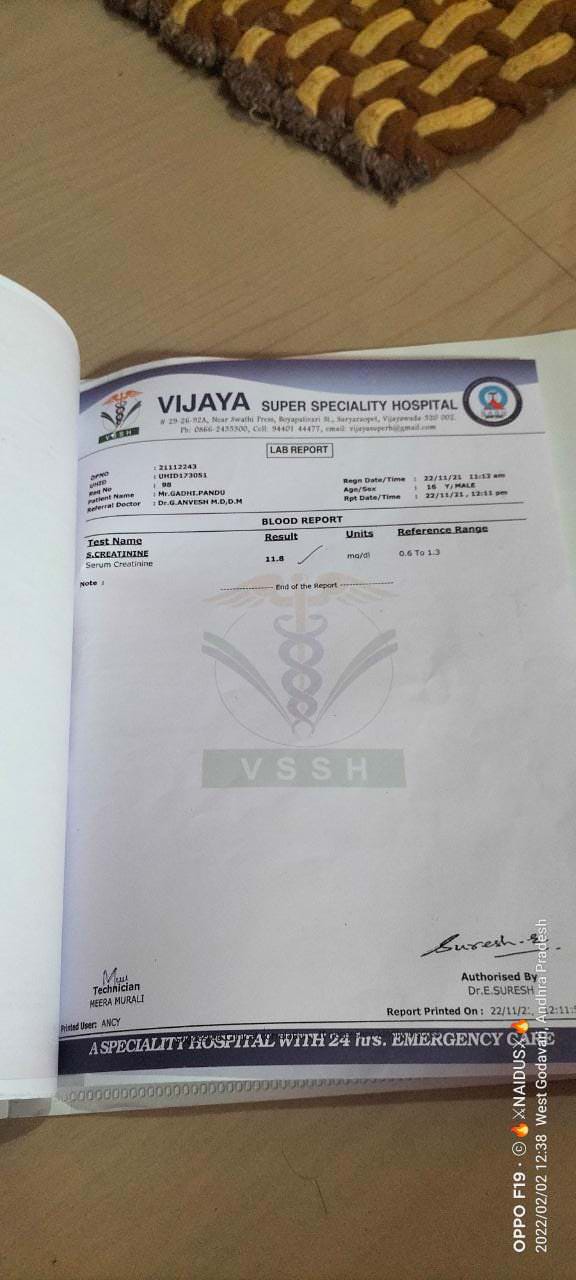 VIJAYA SUPER SPECIALITY HOSPITAL
# 29-26-92A, Near Swathi Press, Boyapativari St., Suryaraopet, Vijayawada 520 002.
Ph: 0866-2435300, Cell: 94401 44477, email: vijayasuperh@gmail.com
VSSH
LAB REPORT
OPNO : 21112243
UHID : UHID173051
Req No : 98
Patient Name : Mr.GADHI.PANDU
Referral Doctor : Dr.G.ANVESH M.D,D.M
Regn Date/Time : 22/11/21 11:12 am
Age/Sex : 16 Y/MALE
Rpt Date/Time : 22/11/21 , 12:11 pm
BLOOD REPORT
Test Name Result Units Reference Range
S.CREATININE
Serum Creatinine 11.8 mg/dl 0.6 To 1.3
Note :
---------------- End of the Report ----------------
VSSH
Suresh.
Technician
MEERA MURALI
Authorised By
Dr.E.SURESH
Report Printed On : 22/11/2
Printed User: ANCY
A SPECIALITY HOSPITAL WITH 24 hrs. EMERGENCY CARE
OPPO F19 · © 🔥XNAIDUSX🔥
2022/02/02 12:38 West Godavari, Andhra Pradesh